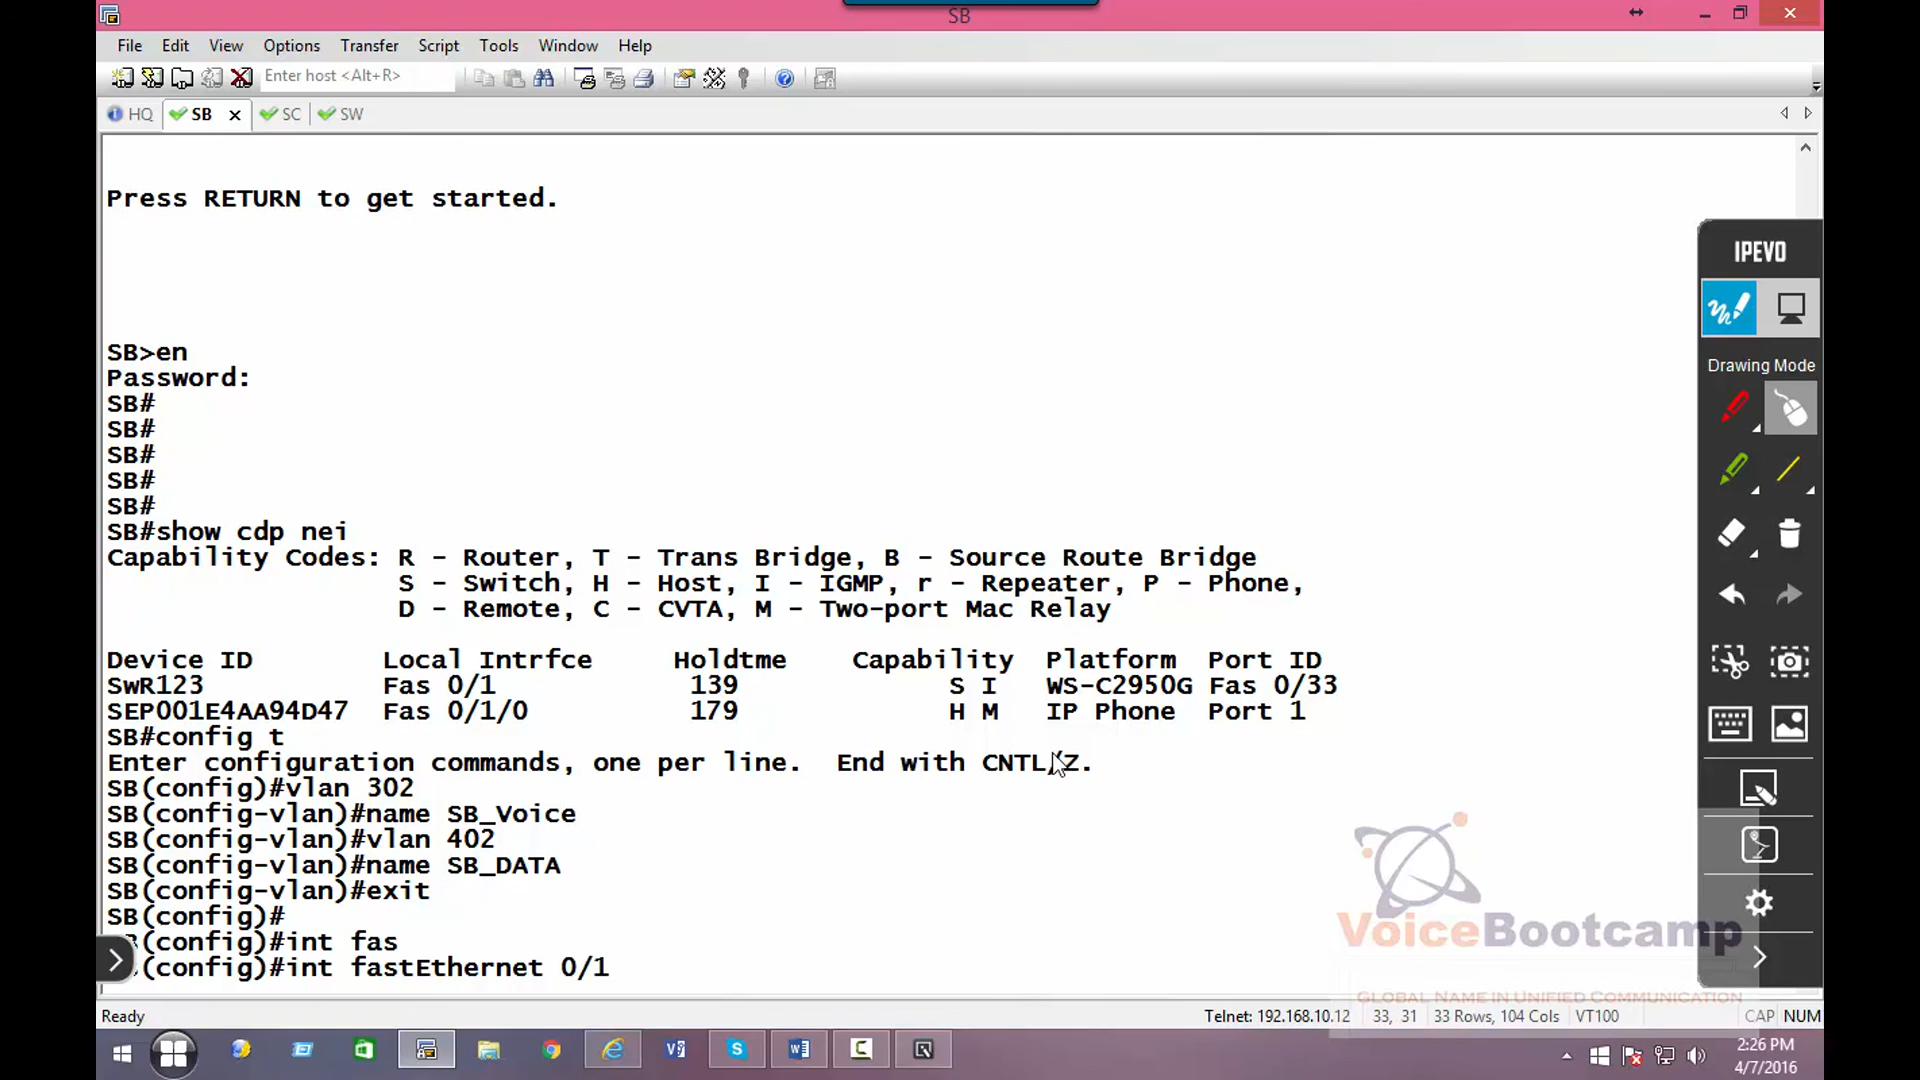 SB
File Edit View Options Transfer Script Tools Window Help
Enter host <Alt+R>
HQ SB SC SW
Press RETURN to get started.
SB>en
Password:
SB#
SB#
SB#
SB#
SB#
SB#show cdp nei
Capability Codes: R - Router, T - Trans Bridge, B - Source Route Bridge
S - Switch, H - Host, I - IGMP, r - Repeater, P - Phone,
D - Remote, C - CVTA, M - Two-port Mac Relay
Device ID Local Intrfce Holdtme Capability Platform Port ID
SwR123 Fas 0/1 139 S I WS-C2950G Fas 0/33
SEP001E4AA94D47 Fas 0/1/0 179 H M IP Phone Port 1
SB#config t
Enter configuration commands, one per line. End with CNTL/Z.
SB(config)#vlan 302
SB(config-vlan)#name SB_Voice
SB(config-vlan)#vlan 402
SB(config-vlan)#name SB_DATA
SB(config-vlan)#exit
SB(config)#
(config)#int fas
(config)#int fastEthernet 0/1
IPEVO
Drawing Mode
VoiceBootcamp
GLOBAL NAME IN UNIFIED COMMUNICATION
Ready Telnet: 192.168.10.12 33, 31 33 Rows, 104 Cols VT100 CAP NUM
2:26 PM
4/7/2016